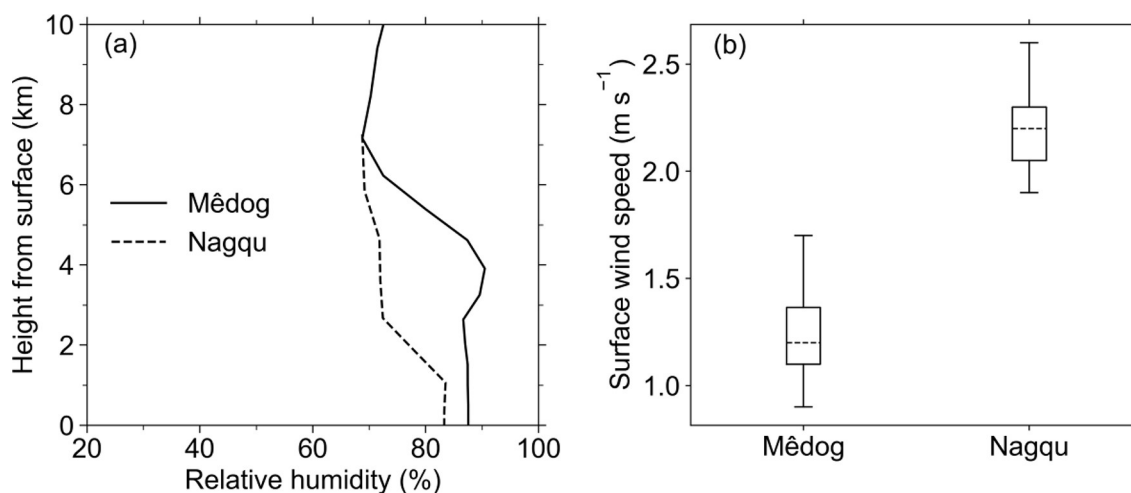 (a)
Height from surface (km)
10
8
6
4
2
0
Mêdog
Nagqu
20 40 60 80 100
Relative humidity (%)
(b)
Surface wind speed (m s⁻¹)
2.5
2.0
1.5
1.0
Mêdog Nagqu